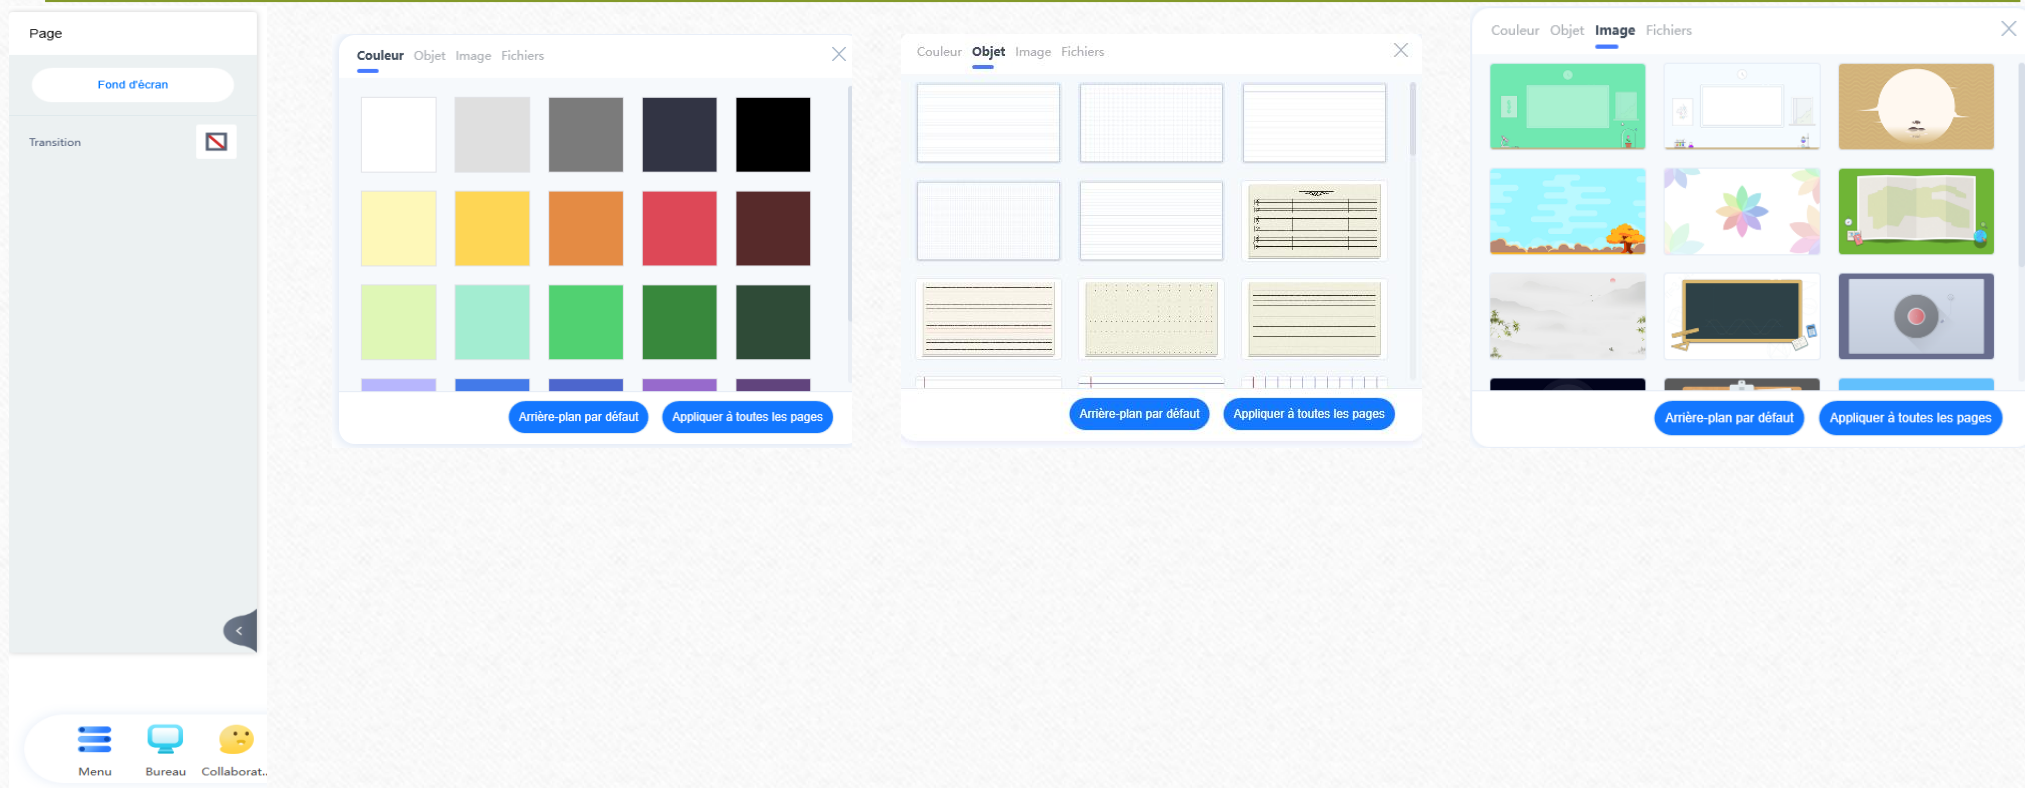 Page
Fond d'écran
Transition
Menu
Bureau
Collaborat..
Couleur Objet Image Fichiers
Arrière-plan par défaut
Appliquer à toutes les pages
Couleur Objet Image Fichiers
Arrière-plan par défaut
Appliquer à toutes les pages
Couleur Objet Image Fichiers
Arrière-plan par défaut
Appliquer à toutes les pages